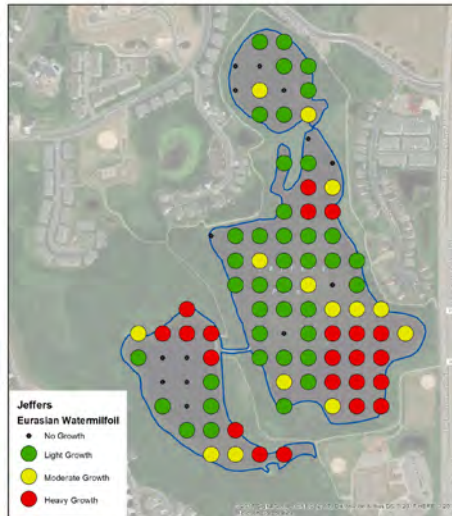 Jeffers
Eurasian Watermilfoil
No Growth
Light Growth
Moderate Growth
Heavy Growth